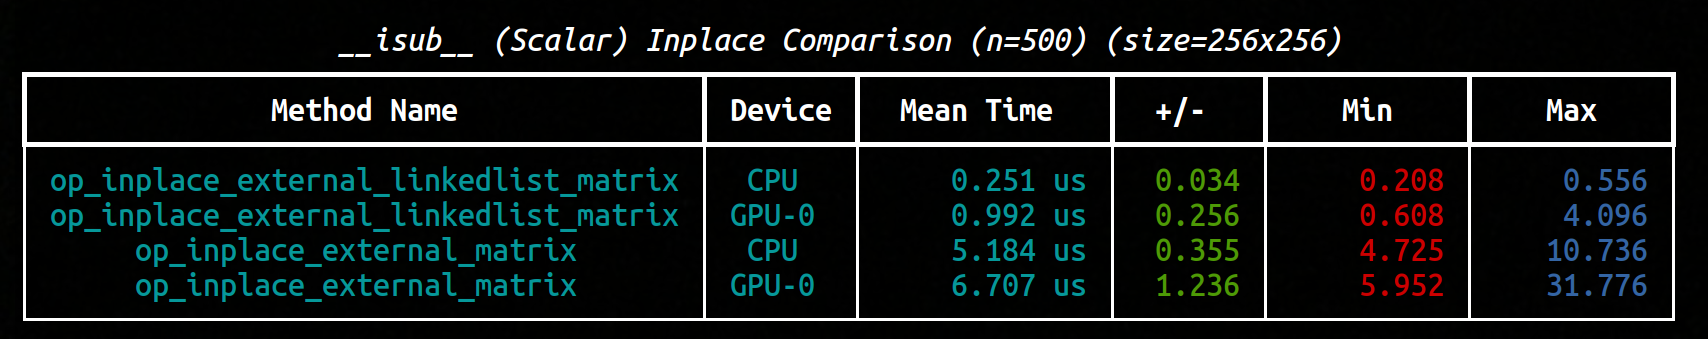 __isub__ (Scalar) Inplace Comparison (n=500) (size=256x256)
Method Name Device Mean Time +/- Min Max
op_inplace_external_linkedlist_matrix CPU 0.251 us 0.034 0.208 0.556
op_inplace_external_linkedlist_matrix GPU-0 0.992 us 0.256 0.608 4.096
op_inplace_external_matrix CPU 5.184 us 0.355 4.725 10.736
op_inplace_external_matrix GPU-0 6.707 us 1.236 5.952 31.776